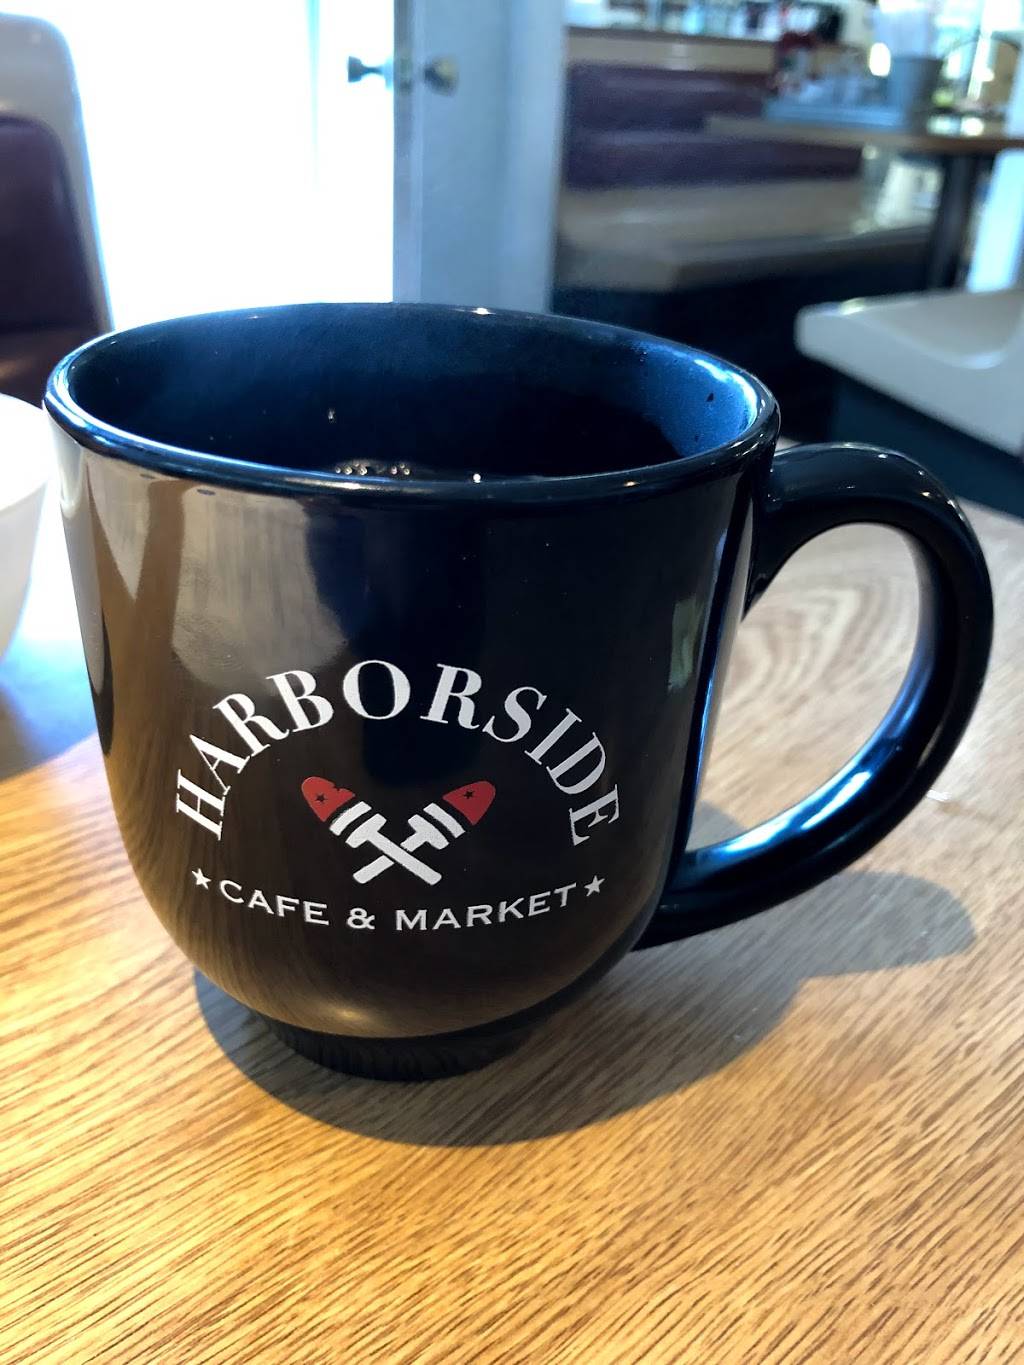 HARBORSIDE
★ CAFE & MARKET ★